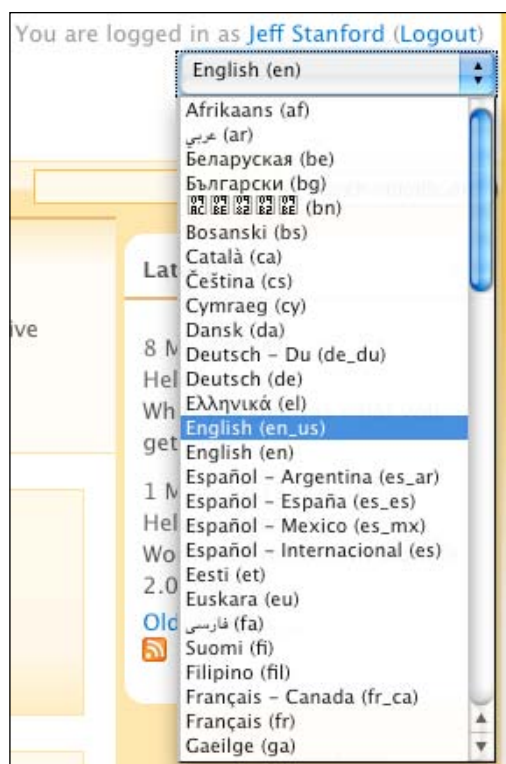 You are logged in as Jeff Stanford (Logout)
English (en)
Afrikaans (af)
عربي (ar)
Беларуская (be)
Български (bg)
(bn)
Bosanski (bs)
Català (ca)
Čeština (cs)
Cymraeg (cy)
Dansk (da)
Deutsch - Du (de_du)
Deutsch (de)
Ελληνικά (el)
English (en_us)
English (en)
Español - Argentina (es_ar)
Español - España (es_es)
Español - Mexico (es_mx)
Español - Internacional (es)
Eesti (et)
Euskara (eu)
فارسی (fa)
Suomi (fi)
Filipino (fil)
Français - Canada (fr_ca)
Français (fr)
Gaeilge (ga)
ive
Lat
8 M
Hel
Wh
get
1 M
Hel
Wo
2.0
Old